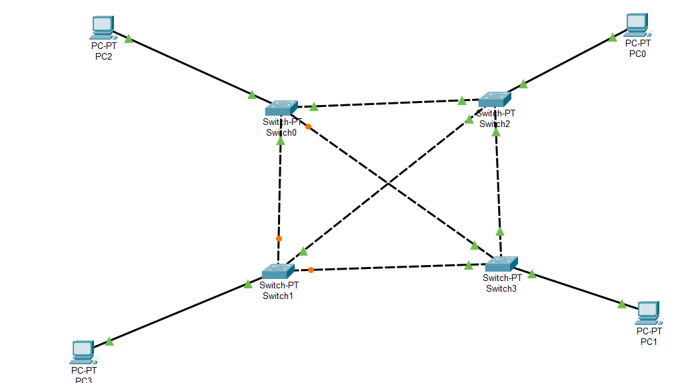 PC-PT
PC2
PC-PT
PC0
Switch-PT
Switch0
Switch-PT
Switch2
Switch-PT
Switch1
Switch-PT
Switch3
PC-PT
PC1
PC-PT
PC3